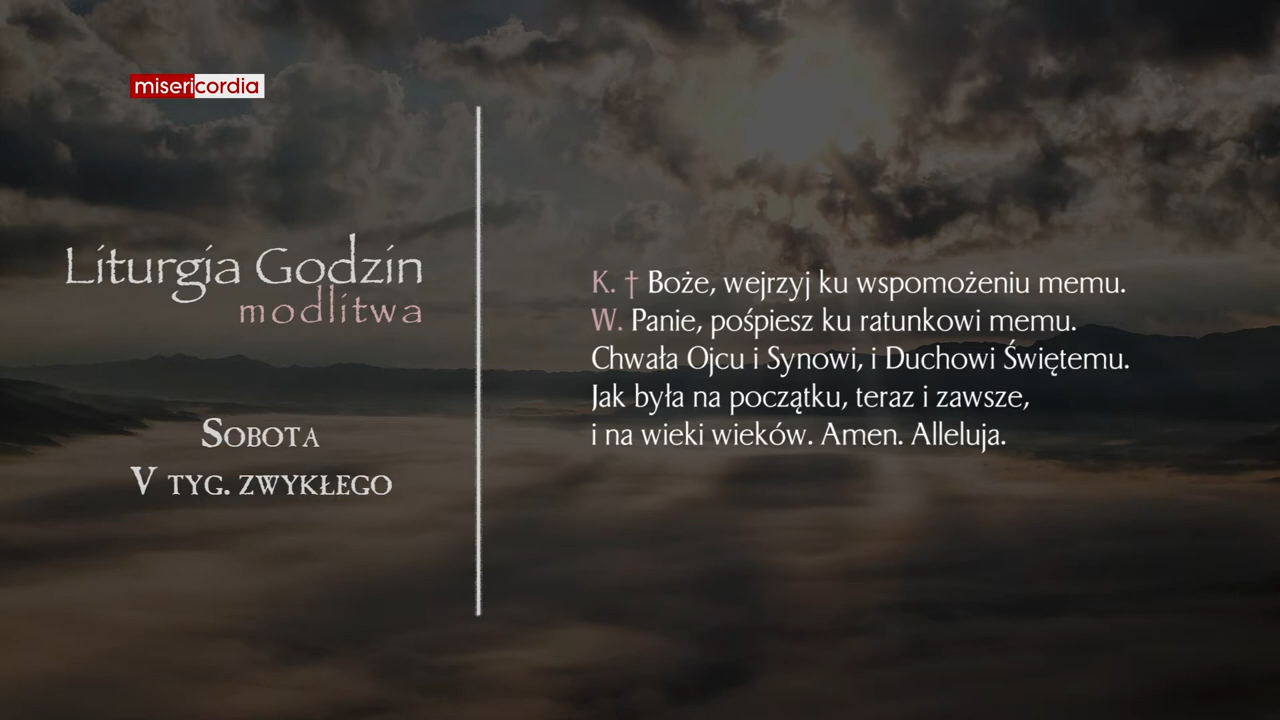 misericordia
Liturgia Godzin
modlitwa
Sobota
V tyg. zwykłego
K. † Boże, wejrzyj ku wspomożeniu memu.
W. Panie, pośpiesz ku ratunkowi memu.
Chwała Ojcu i Synowi, i Duchowi Świętemu.
Jak była na początku, teraz i zawsze,
i na wieki wieków. Amen. Alleluja.